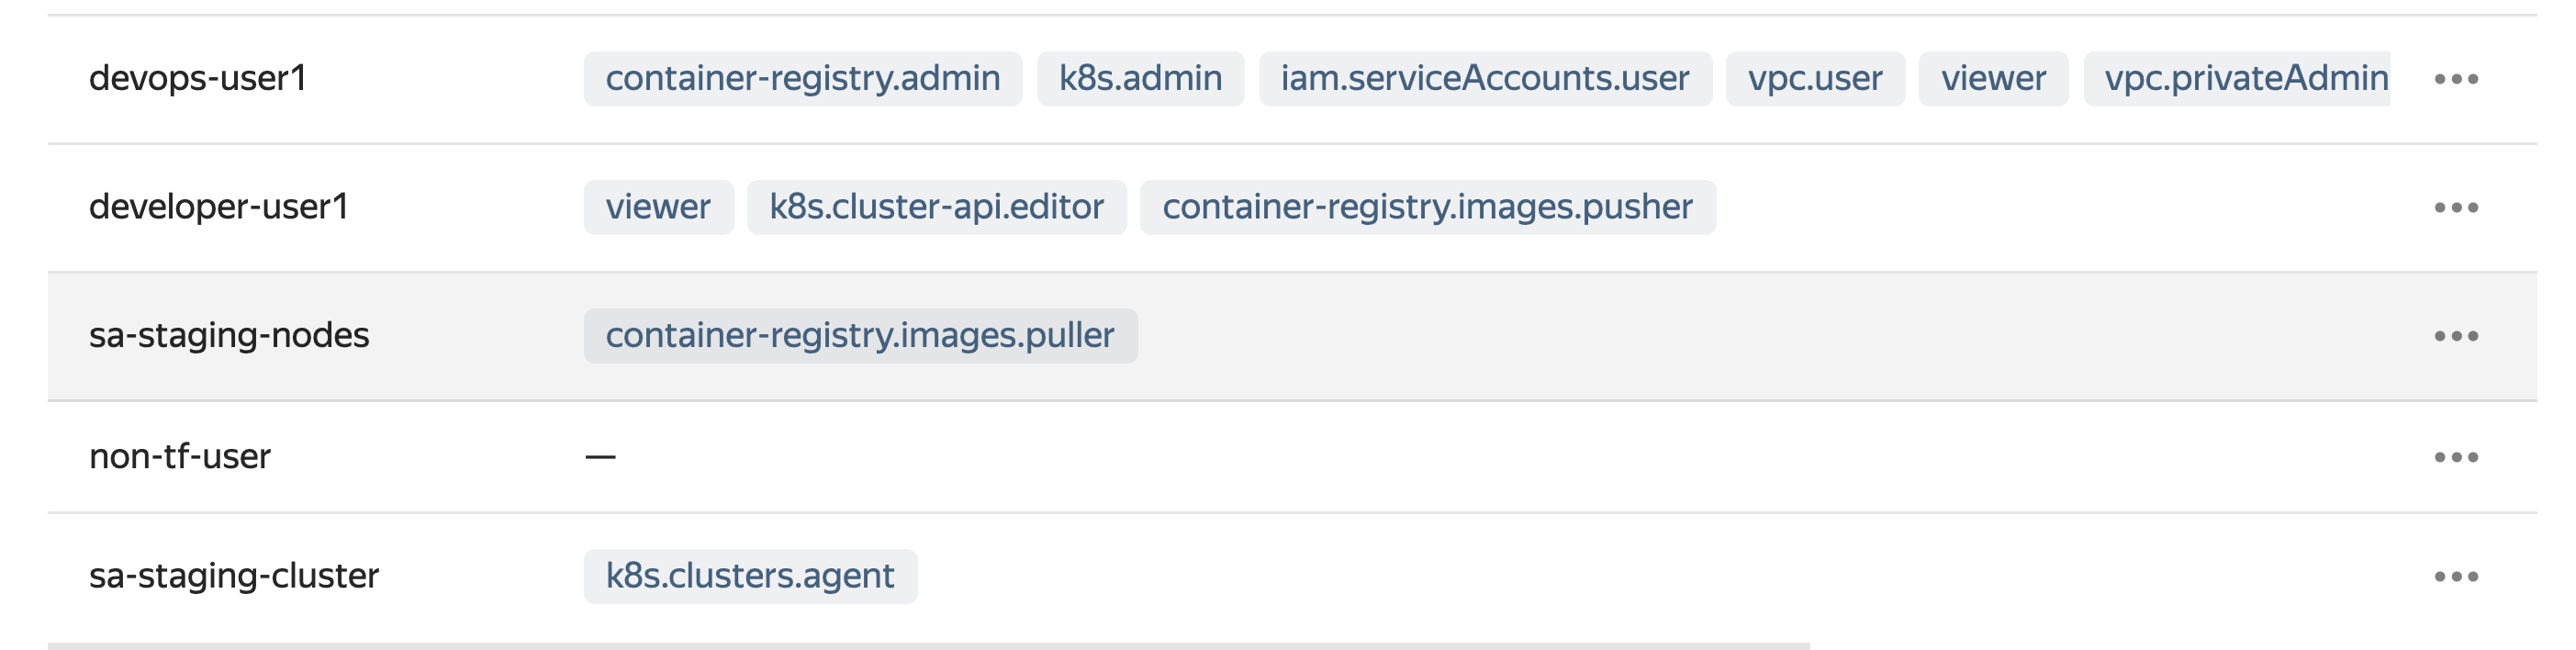 devops-user1 container-registry.admin k8s.admin iam.serviceAccounts.user vpc.user viewer vpc.privateAdmin
developer-user1 viewer k8s.cluster-api.editor container-registry.images.pusher
sa-staging-nodes container-registry.images.puller
non-tf-user —
sa-staging-cluster k8s.clusters.agent